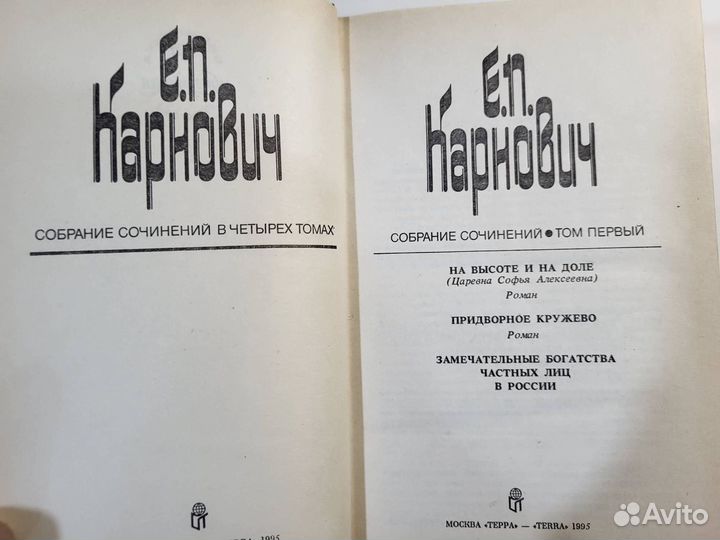 Е.П.
Карнович
СОБРАНИЕ СОЧИНЕНИЙ В ЧЕТЫРЕХ ТОМАХ
1995
Е.П.
Карнович
СОБРАНИЕ СОЧИНЕНИЙ • ТОМ ПЕРВЫЙ
НА ВЫСОТЕ И НА ДОЛЕ
(Царевна Софья Алексеевна)
Роман
ПРИДВОРНОЕ КРУЖЕВО
Роман
ЗАМЕЧАТЕЛЬНЫЕ БОГАТСТВА
ЧАСТНЫХ ЛИЦ
В РОССИИ
МОСКВА «ТЕРРА» — «TERRA» 1995
Avito